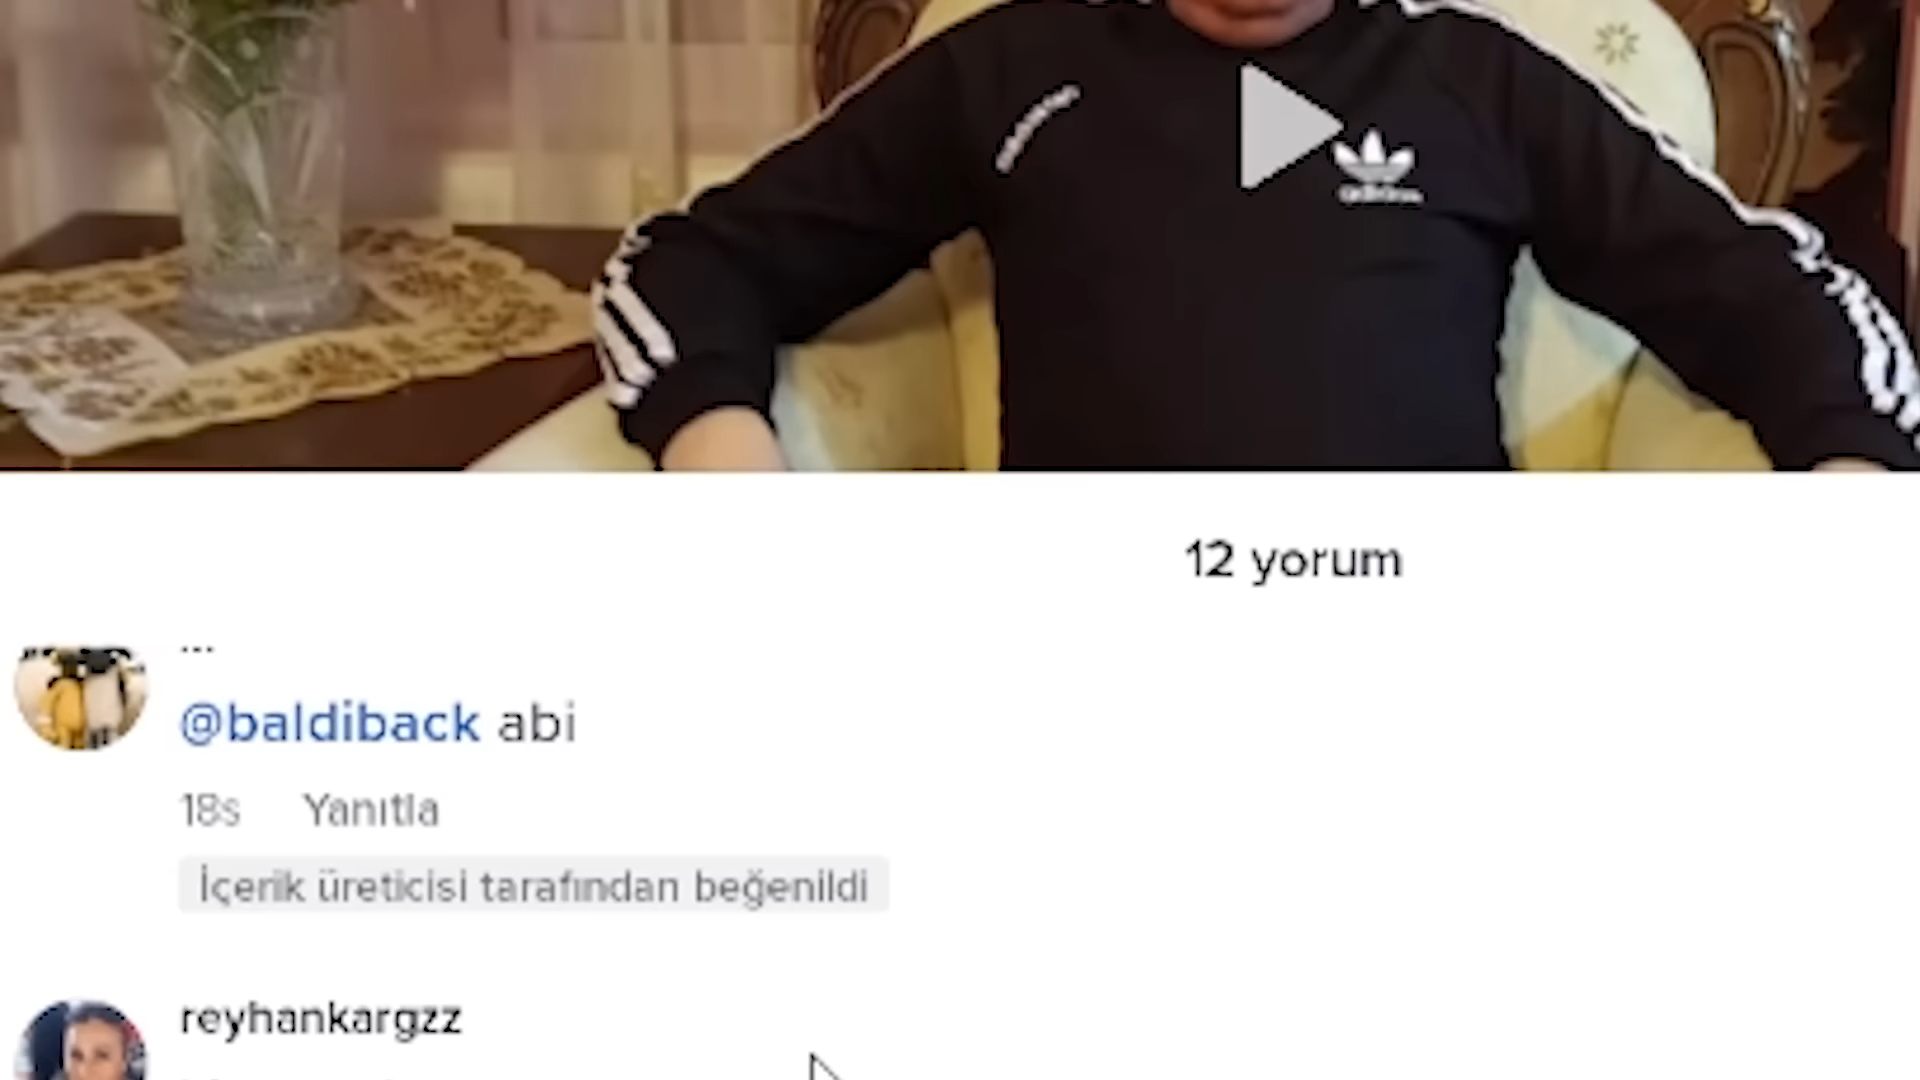 adidas
12 yorum
...
@baldiback abi
18s Yanıtla
İçerik üreticisi tarafından beğenildi
reyhankargzz